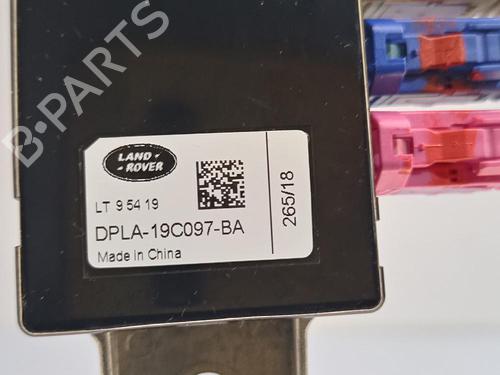 B-PARTS
LAND-
ROVER
LT 9 54 19
DPLA-19C097-BA
Made in China
265/18